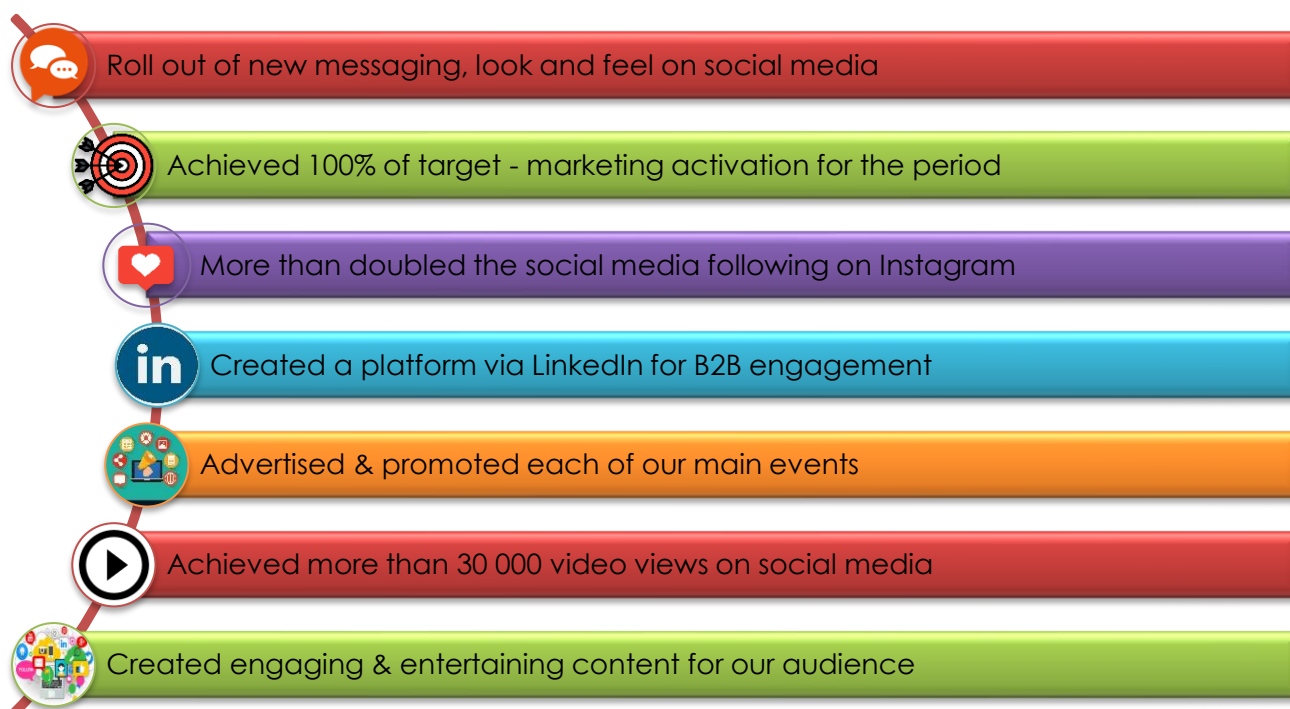 Roll out of new messaging, look and feel on social media
Achieved 100% of target - marketing activation for the period
More than doubled the social media following on Instagram
in
Created a platform via LinkedIn for B2B engagement
Advertised & promoted each of our main events
Achieved more than 30 000 video views on social media
Created engaging & entertaining content for our audience